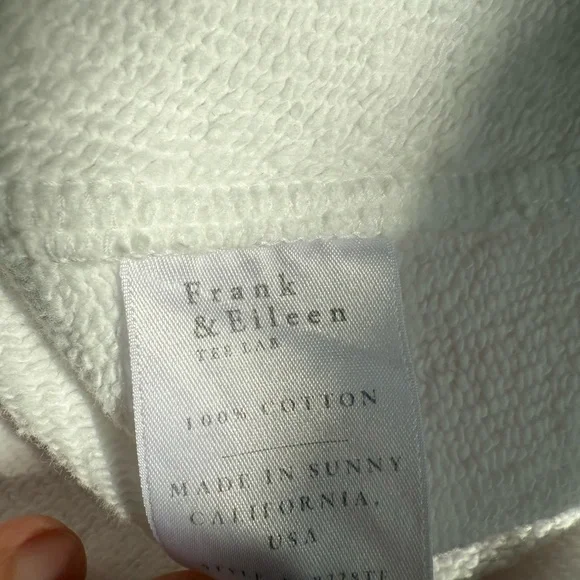 Frank
& Eileen
TEE LAB
100% COTTON
MADE IN SUNNY
CALIFORNIA,
USA